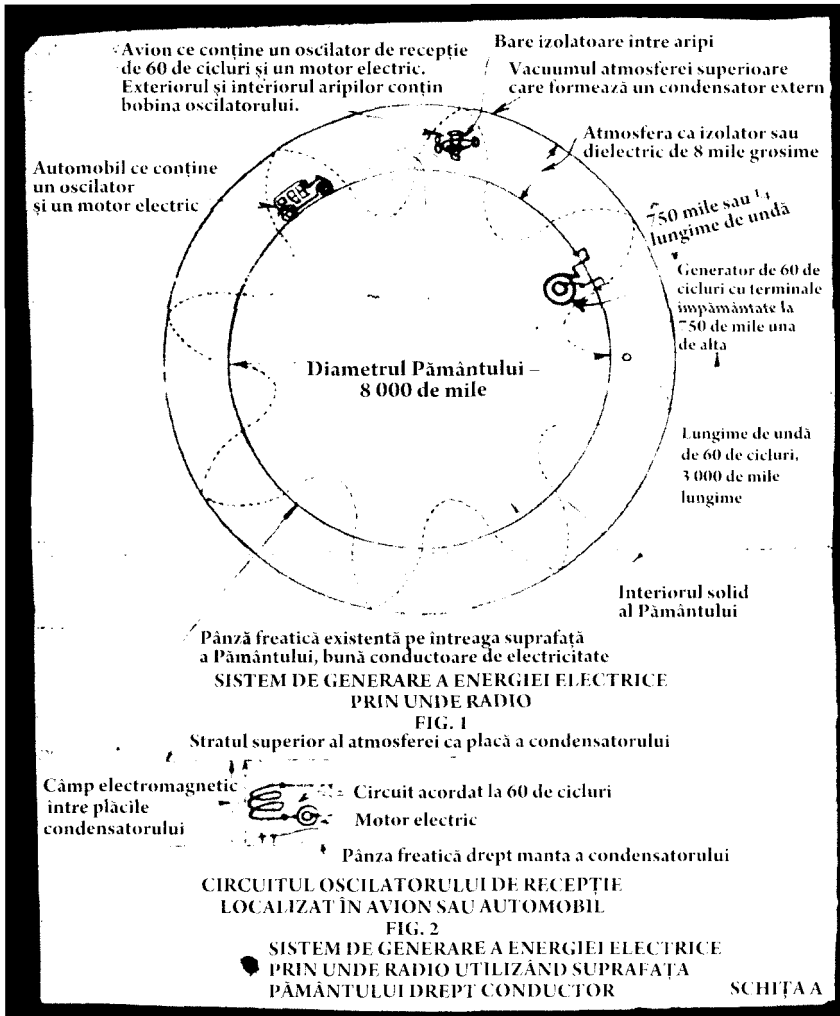 Avion ce conține un oscilator de recepție
de 60 de cicluri și un motor electric.
Exteriorul și interiorul aripilor conțin
bobina oscilatorului.
Bare izolatoare între aripi
Vacuumul atmosferei superioare
care formează un condensator extern
Atmosfera ca izolator sau
dielectric de 8 mile grosime
Automobil ce conține
un oscilator
și un motor electric
750 mile sau
lungime de undă
Generator de 60 de
cicluri cu terminale
împământate la
750 de mile una
de alta
Diametrul Pământului –
8 000 de mile
Lungime de undă
de 60 de cicluri,
3 000 de mile
lungime
Interiorul solid
al Pământului
Pânză freatică existentă pe întreaga suprafață
a Pământului, bună conductoare de electricitate
SISTEM DE GENERARE A ENERGIEI ELECTRICE
PRIN UNDE RADIO
FIG. 1
Stratul superior al atmosferei ca placă a condensatorului
Câmp electromagnetic
între plăcile
condensatorului
Circuit acordat la 60 de cicluri
Motor electric
Pânza freatică drept manta a condensatorului
CIRCUITUL OSCILATORULUI DE RECEPȚIE
LOCALIZAT ÎN AVION SAU AUTOMOBIL
FIG. 2
SISTEM DE GENERARE A ENERGIEI ELECTRICE
PRIN UNDE RADIO UTILIZÂND SUPRAFAȚA
PĂMÂNTULUI DREPT CONDUCTOR
SCHIȚA A